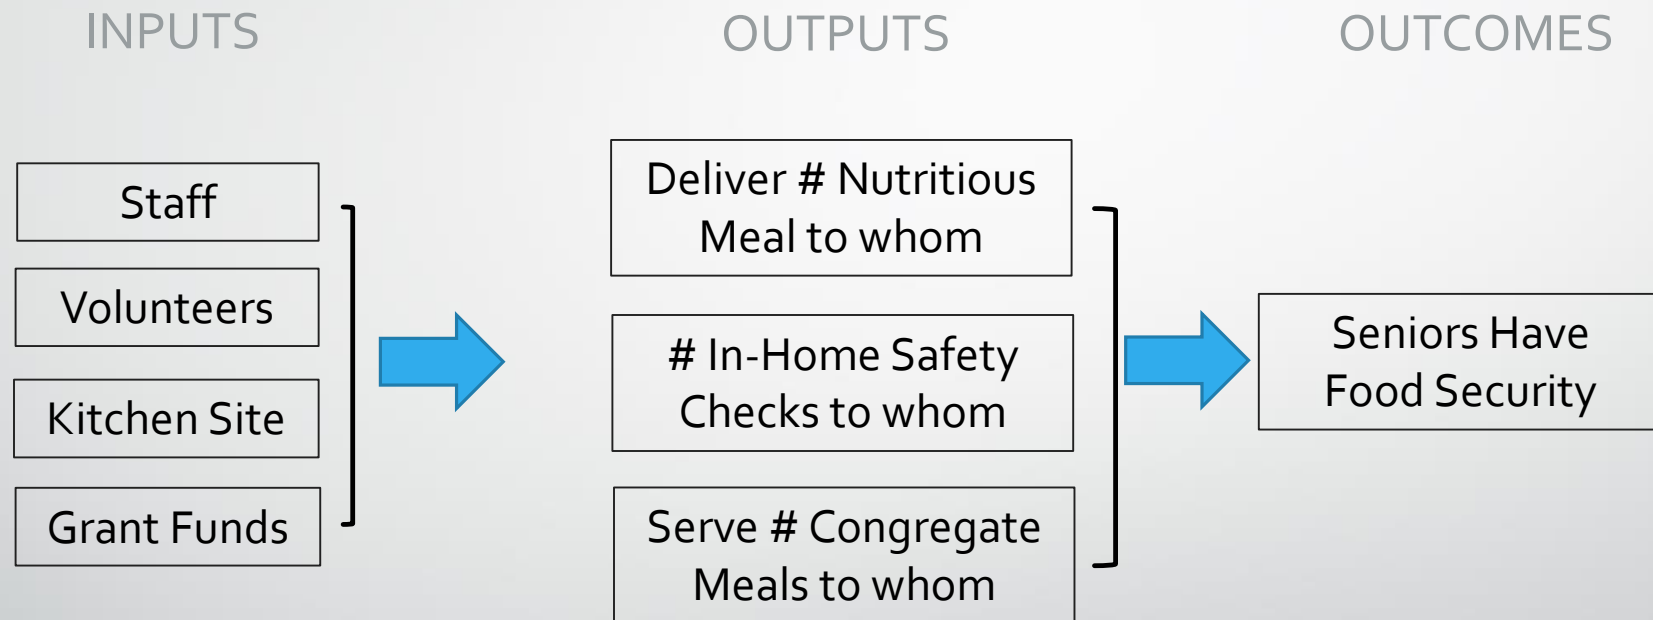 INPUTS
OUTPUTS
OUTCOMES
Staff
Volunteers
Kitchen Site
Grant Funds
Deliver # Nutritious
Meal to whom
# In-Home Safety
Checks to whom
Serve # Congregate
Meals to whom
Seniors Have
Food Security